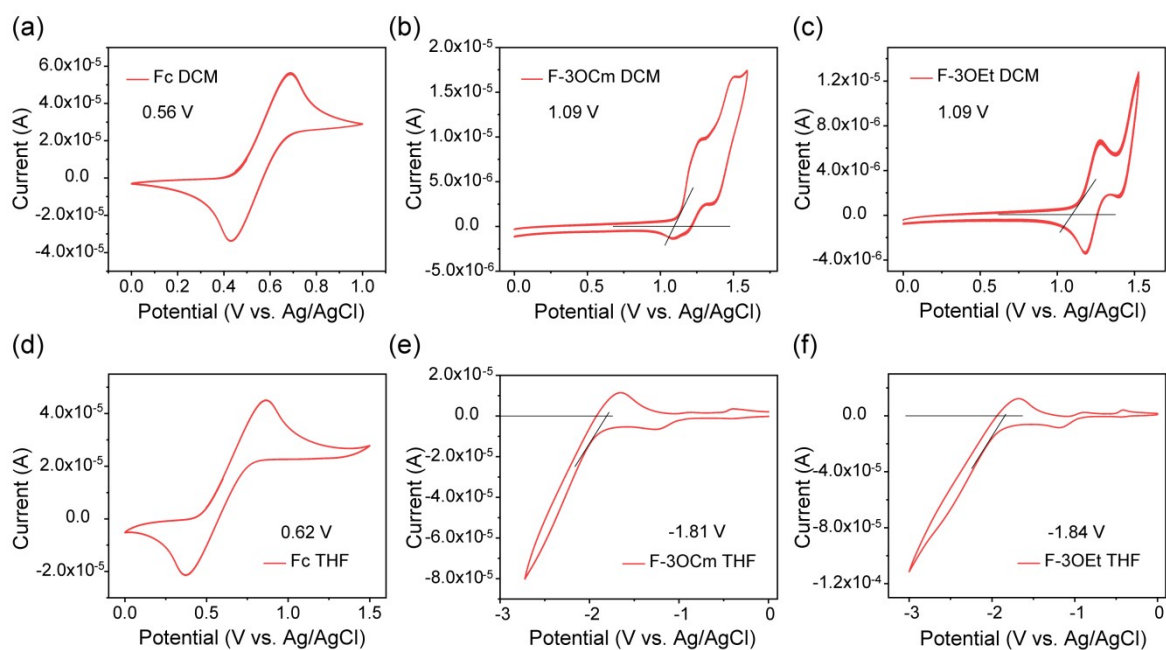 (a)
6.0x10-5
4.0x10-5
2.0x10-5
0.0
-2.0x10-5
-4.0x10-5
Current (A)
Fc DCM
0.56 V
0.0 0.2 0.4 0.6 0.8 1.0
Potential (V vs. Ag/AgCl)
(b)
2.0x10-5
1.5x10-5
1.0x10-5
5.0x10-6
0.0
-5.0x10-6
Current (A)
F-3OCm DCM
1.09 V
0.0 0.5 1.0 1.5
Potential (V vs. Ag/AgCl)
(c)
1.2x10-5
8.0x10-6
4.0x10-6
0.0
-4.0x10-6
Current (A)
F-3OEt DCM
1.09 V
0.0 0.5 1.0 1.5
Potential (V vs. Ag/AgCl)
(d)
4.0x10-5
2.0x10-5
0.0
-2.0x10-5
Current (A)
0.62 V
Fc THF
0.0 0.5 1.0 1.5
Potential (V vs. Ag/AgCl)
(e)
2.0x10-5
0.0
-2.0x10-5
-4.0x10-5
-6.0x10-5
-8.0x10-5
Current (A)
-1.81 V
F-3OCm THF
-3 -2 -1 0
Potential (V vs. Ag/AgCl)
(f)
0.0
-4.0x10-5
-8.0x10-5
-1.2x10-4
Current (A)
-1.84 V
F-3OEt THF
-3 -2 -1 0
Potential (V vs. Ag/AgCl)